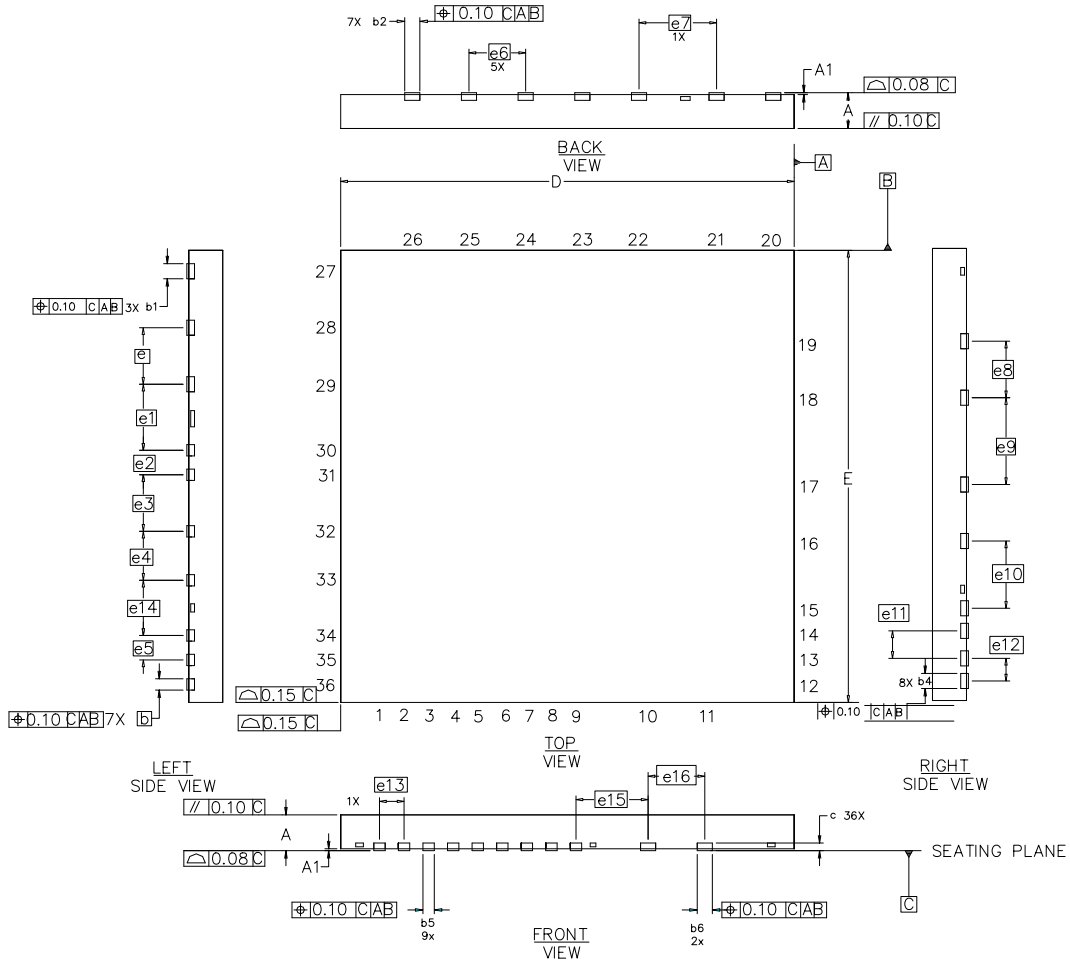 7X b2
⌖ 0.10 C A B
e6
5X
e7
1X
A1
⌓ 0.08 C
A
// 0.10 C
BACK
VIEW
A
D
B
26 25 24 23 22 21 20
27
28
29
30
31
32
33
34
35
36
⌖ 0.10 C A B 3X b1
e
e1
e2
e3
e4
e14
e5
⌖ 0.10 C A B 7X b
LEFT
SIDE VIEW
⌓ 0.15 C
⌓ 0.15 C
19
18
17
16
15
14
13
12
E
1 2 3 4 5 6 7 8 9 10 11
TOP
VIEW
e8
e9
e10
e11
e12
8X b4
⌖ 0.10 C A B
RIGHT
SIDE VIEW
// 0.10 C
A
⌓ 0.08 C
A1
1X
e13
e15
e16
c 36X
SEATING PLANE
C
⌖ 0.10 C A B
b5
9x
b6
2x
⌖ 0.10 C A B
FRONT
VIEW